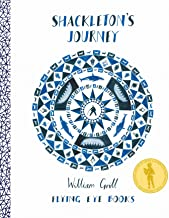 SHACKLETON'S
JOURNEY
William Grill
FLYING EYE BOOKS